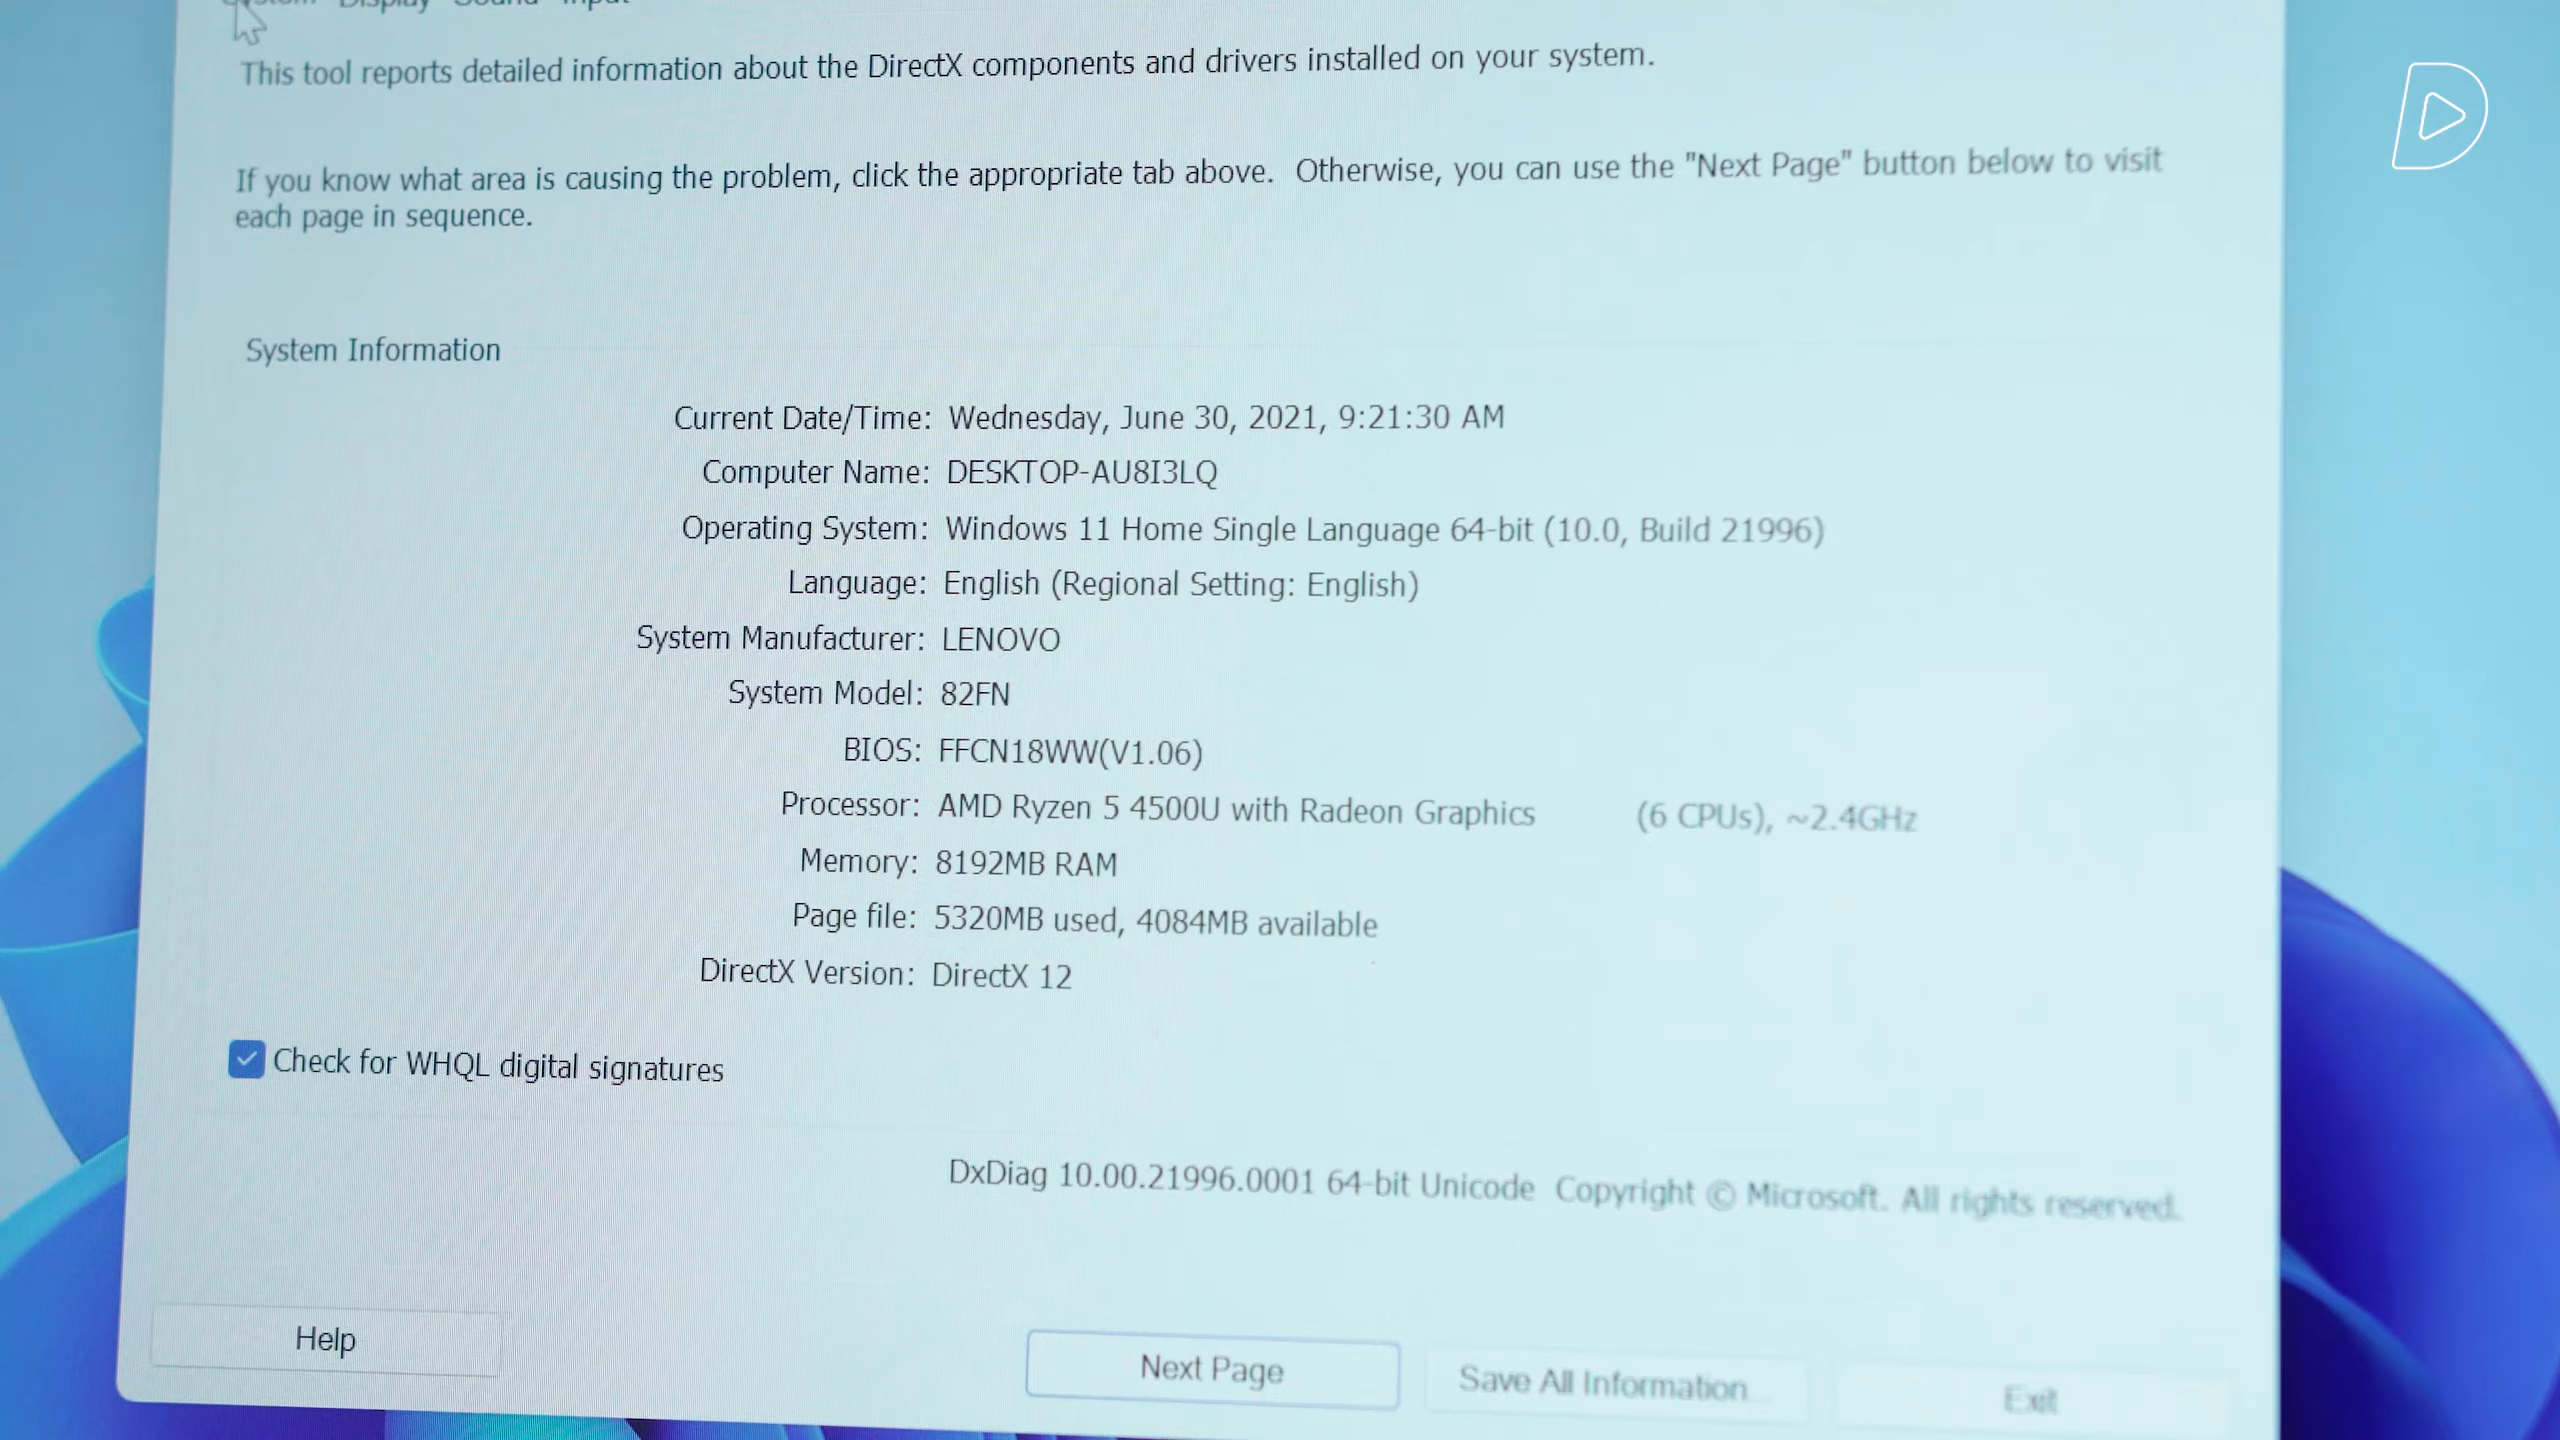 System Display Sound Input
This tool reports detailed information about the DirectX components and drivers installed on your system.
If you know what area is causing the problem, click the appropriate tab above.  Otherwise, you can use the "Next Page" button below to visit
each page in sequence.
System Information
Current Date/Time: Wednesday, June 30, 2021, 9:21:30 AM
Computer Name: DESKTOP-AU8I3LQ
Operating System: Windows 11 Home Single Language 64-bit (10.0, Build 21996)
Language: English (Regional Setting: English)
System Manufacturer: LENOVO
System Model: 82FN
BIOS: FFCN18WW(V1.06)
Processor: AMD Ryzen 5 4500U with Radeon Graphics (6 CPUs), ~2.4GHz
Memory: 8192MB RAM
Page file: 5320MB used, 4084MB available
DirectX Version: DirectX 12
Check for WHQL digital signatures
DxDiag 10.00.21996.0001 64-bit Unicode  Copyright © Microsoft. All rights reserved.
Help
Next Page
Save All Information...
Exit